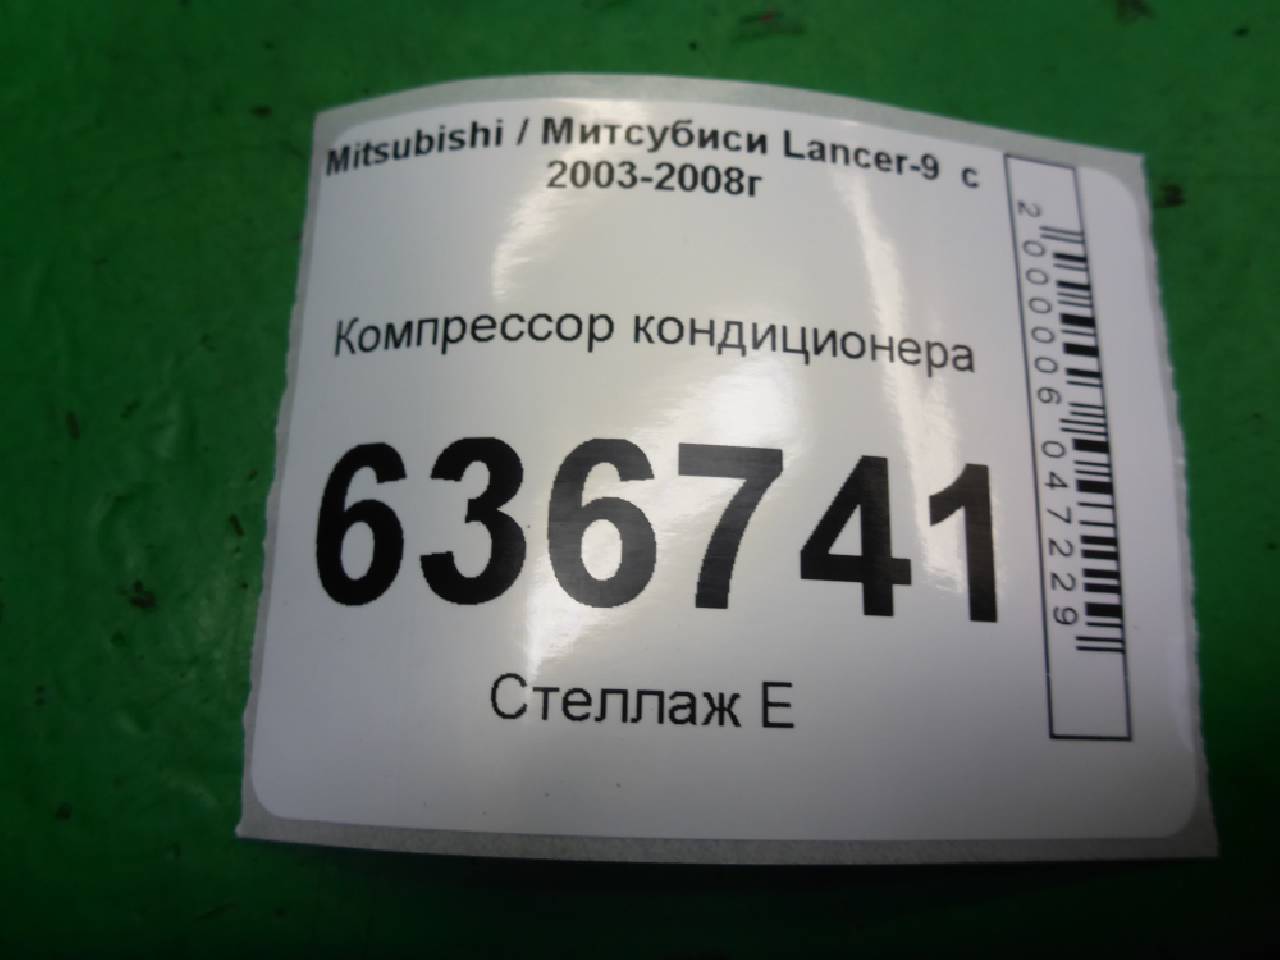 Mitsubishi / Митсубиси Lancer-9 с
2003-2008г
Компрессор кондиционера
636741
Стеллаж Е
2000006047229